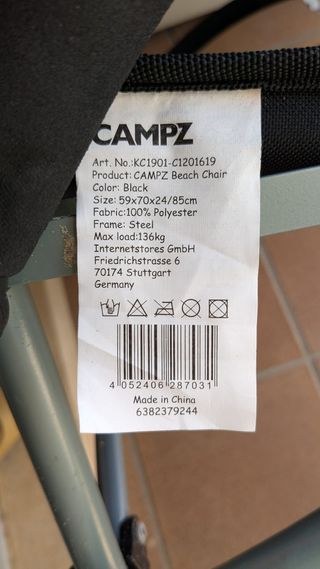 CAMPZ
Art. No.:KC1901-C1201619
Product: CAMPZ Beach Chair
Color: Black
Size: 59x70x24/85cm
Fabric:100% Polyester
Frame: Steel
Max load:136kg
Internetstores GmbH
Friedrichstrasse 6
70174 Stuttgart
Germany
4 052406 287031
Made in China
6382379244